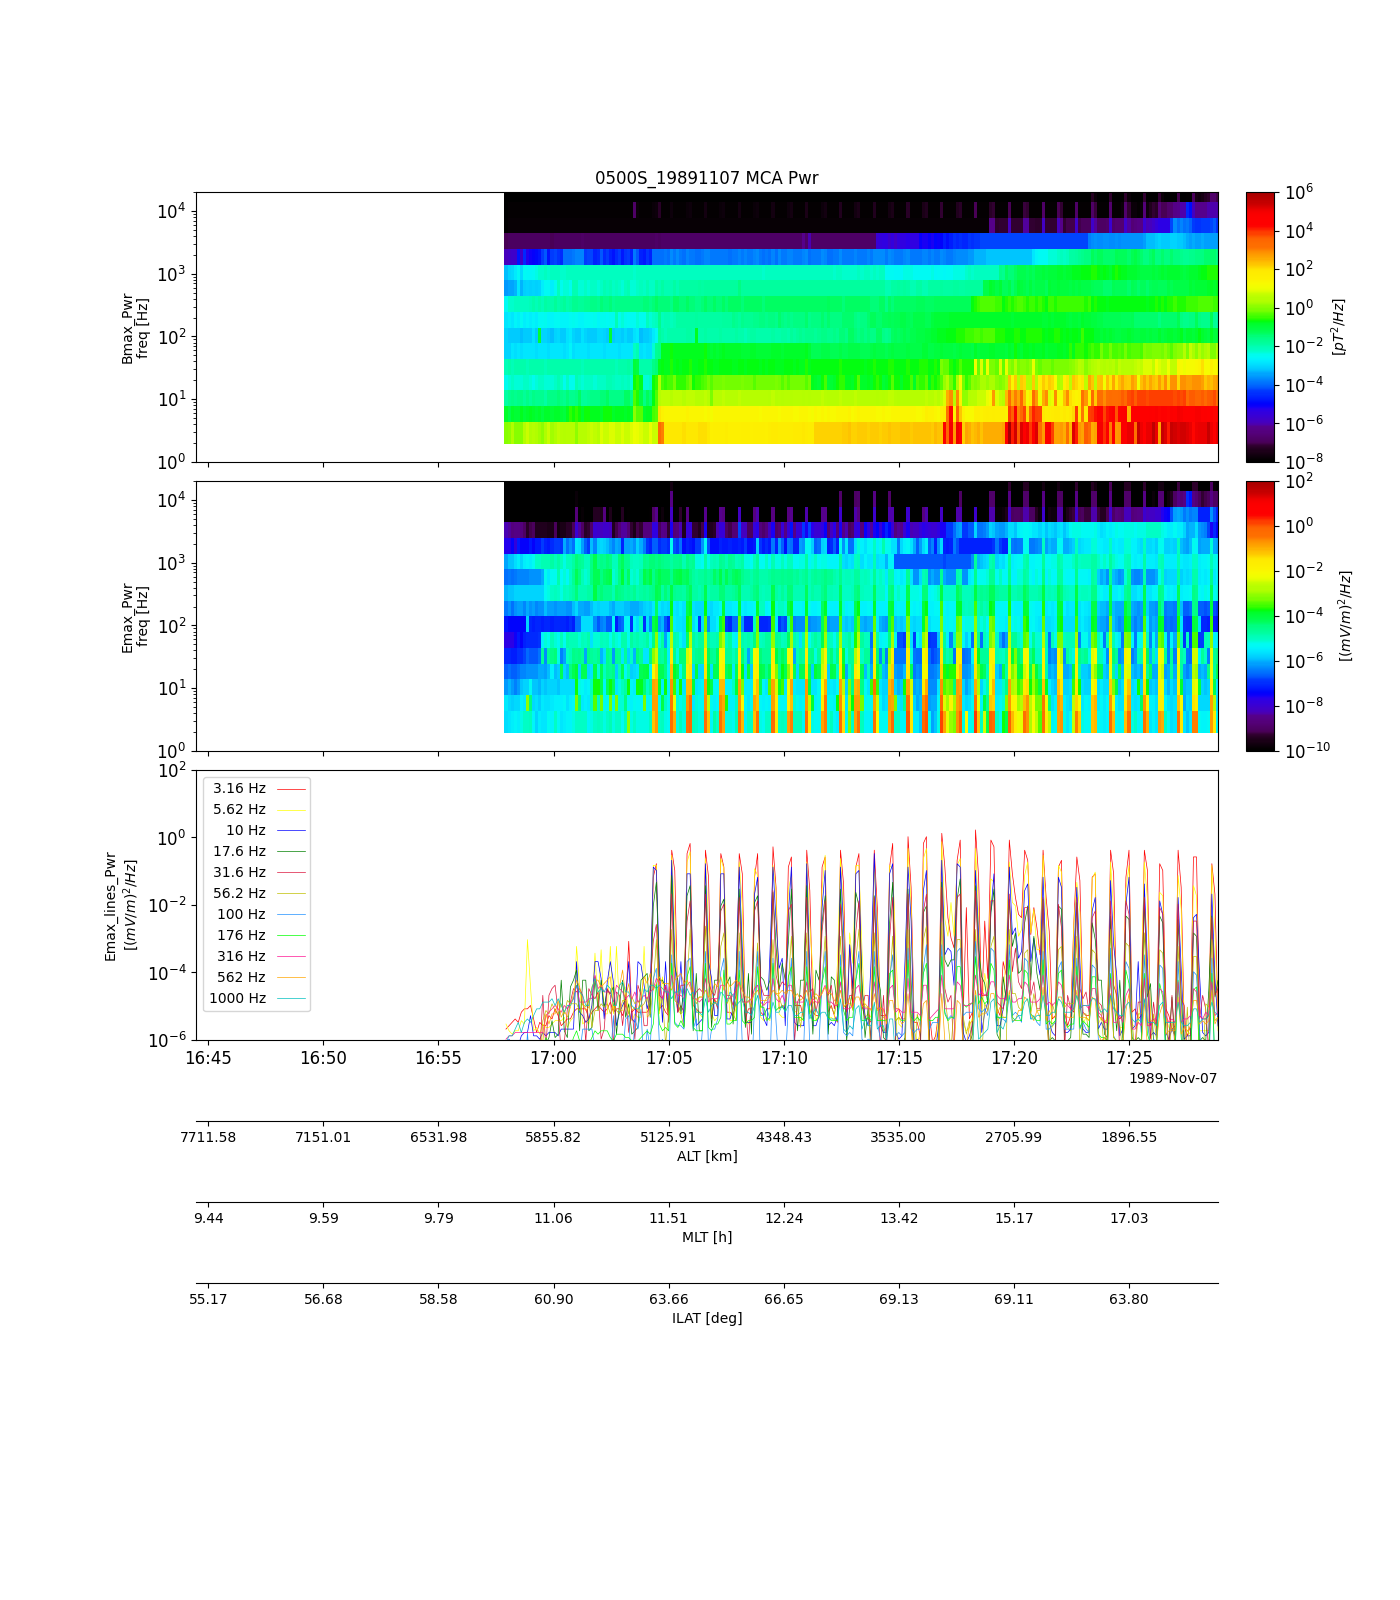 0500S_19891107 MCA Pwr
10^4
10^3
10^2
10^1
10^0
Bmax_Pwr
freq [Hz]
10^6
10^4
10^2
10^0
10^−2
10^−4
10^−6
10^−8
[pT^2/Hz]
10^4
10^3
10^2
10^1
10^0
Emax_Pwr
freq [Hz]
10^2
10^0
10^−2
10^−4
10^−6
10^−8
10^−10
[(mV/m)^2/Hz]
10^2
10^0
10^−2
10^−4
10^−6
Emax_lines_Pwr
[(mV/m)^2/Hz]
3.16 Hz
5.62 Hz
10 Hz
17.6 Hz
31.6 Hz
56.2 Hz
100 Hz
176 Hz
316 Hz
562 Hz
1000 Hz
16:45 16:50 16:55 17:00 17:05 17:10 17:15 17:20 17:25
1989-Nov-07
7711.58 7151.01 6531.98 5855.82 5125.91 4348.43 3535.00 2705.99 1896.55
ALT [km]
9.44 9.59 9.79 11.06 11.51 12.24 13.42 15.17 17.03
MLT [h]
55.17 56.68 58.58 60.90 63.66 66.65 69.13 69.11 63.80
ILAT [deg]